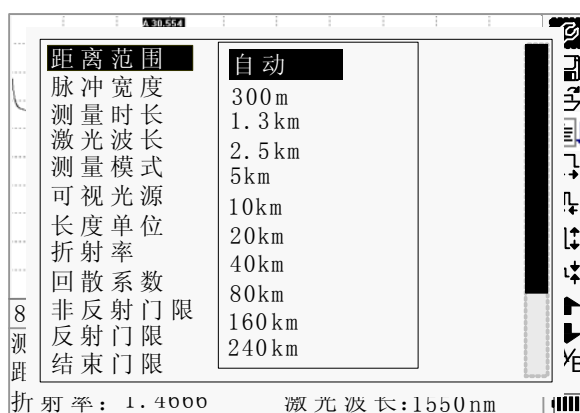 A 30.554
距离范围
脉冲宽度
测量时长
激光波长
测量模式
可视光源
长度单位
折射率
回散系数
非反射门限
反射门限
结束门限
自动
300m
1.3km
2.5km
5km
10km
20km
40km
80km
160km
240km
8
测
距
折射率: 1.4666
激光波长:1550nm